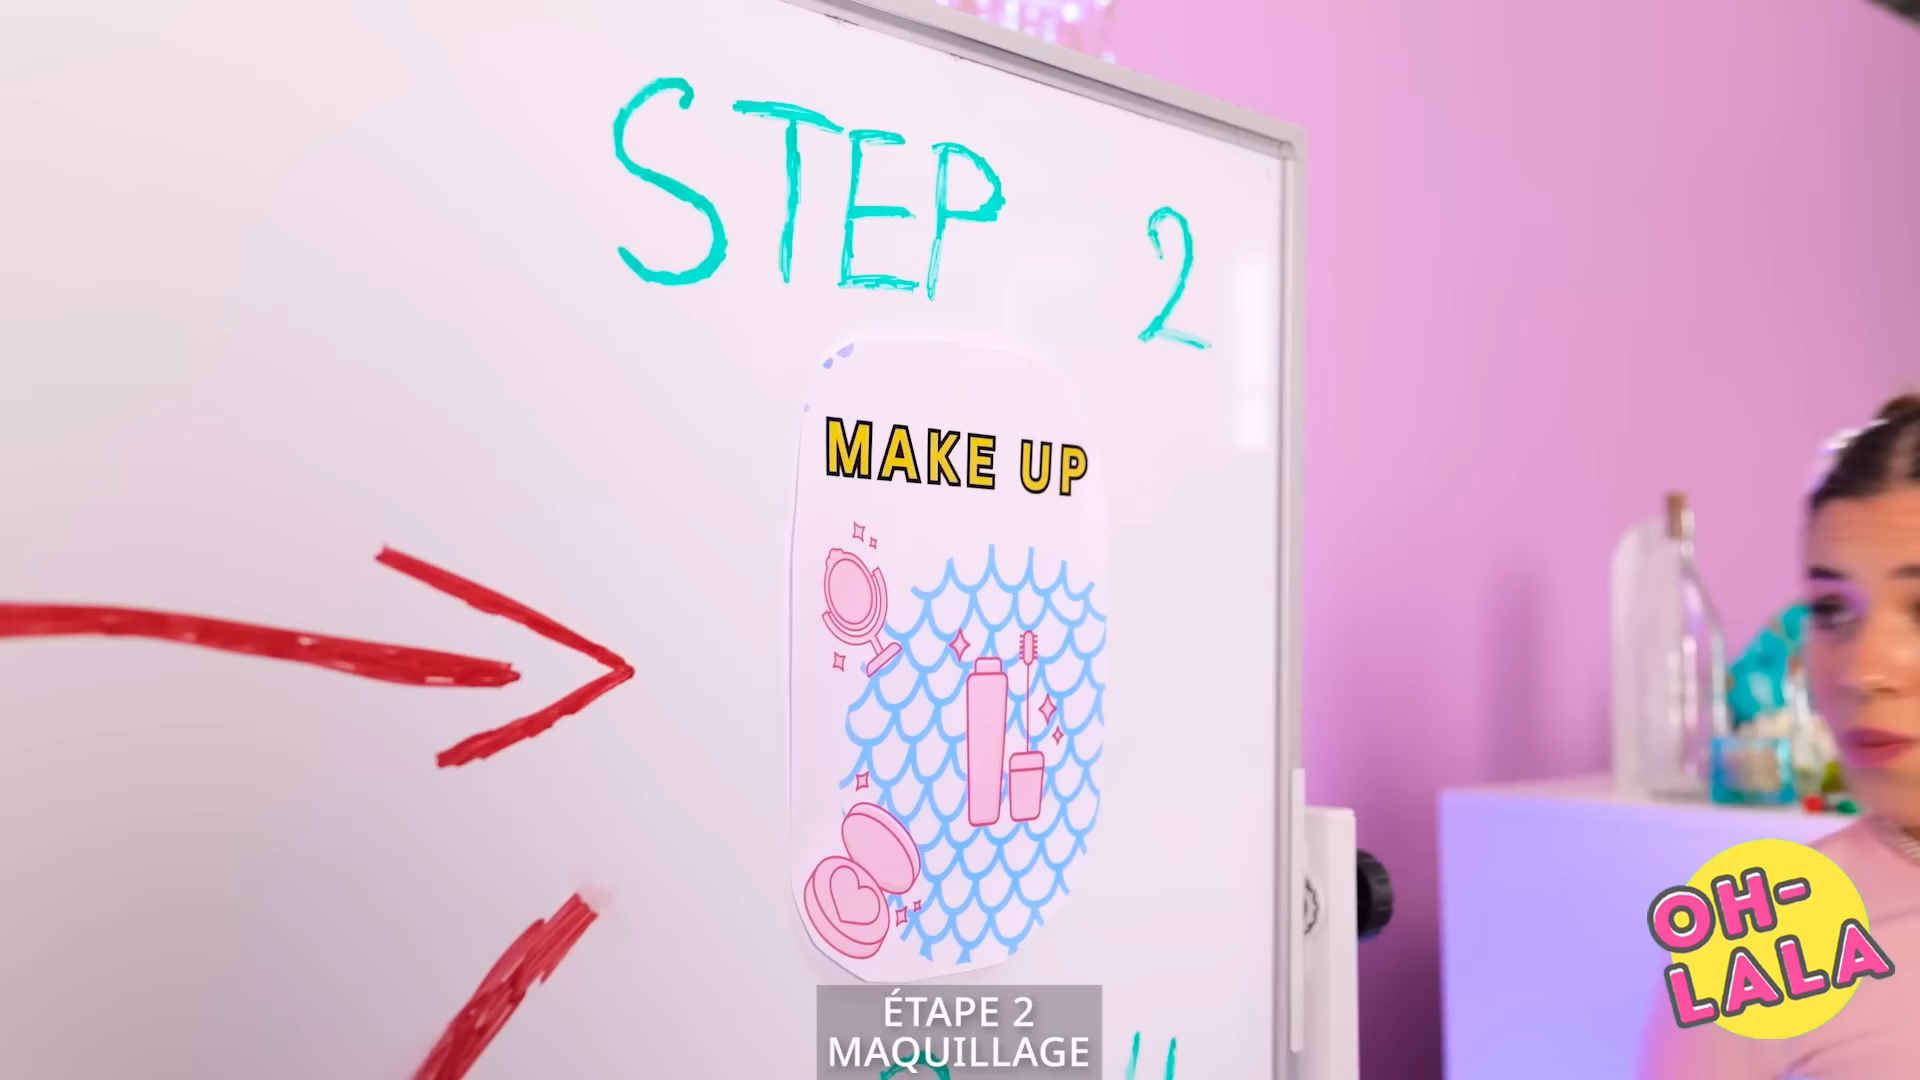 STEP 2
MAKE UP
ÉTAPE 2
MAQUILLAGE
OH-
LALA